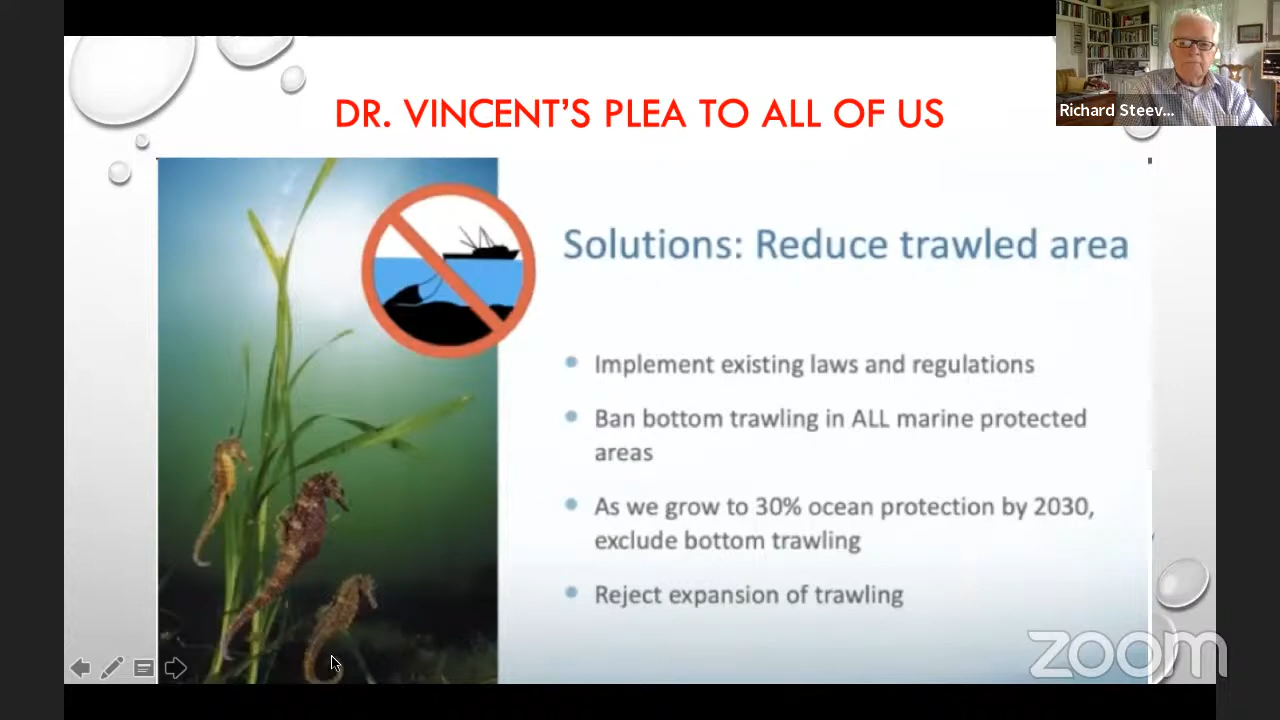 DR. VINCENT'S PLEA TO ALL OF US
Richard Steev...
Solutions: Reduce trawled area
Implement existing laws and regulations
Ban bottom trawling in ALL marine protected
areas
As we grow to 30% ocean protection by 2030,
exclude bottom trawling
Reject expansion of trawling
zoom